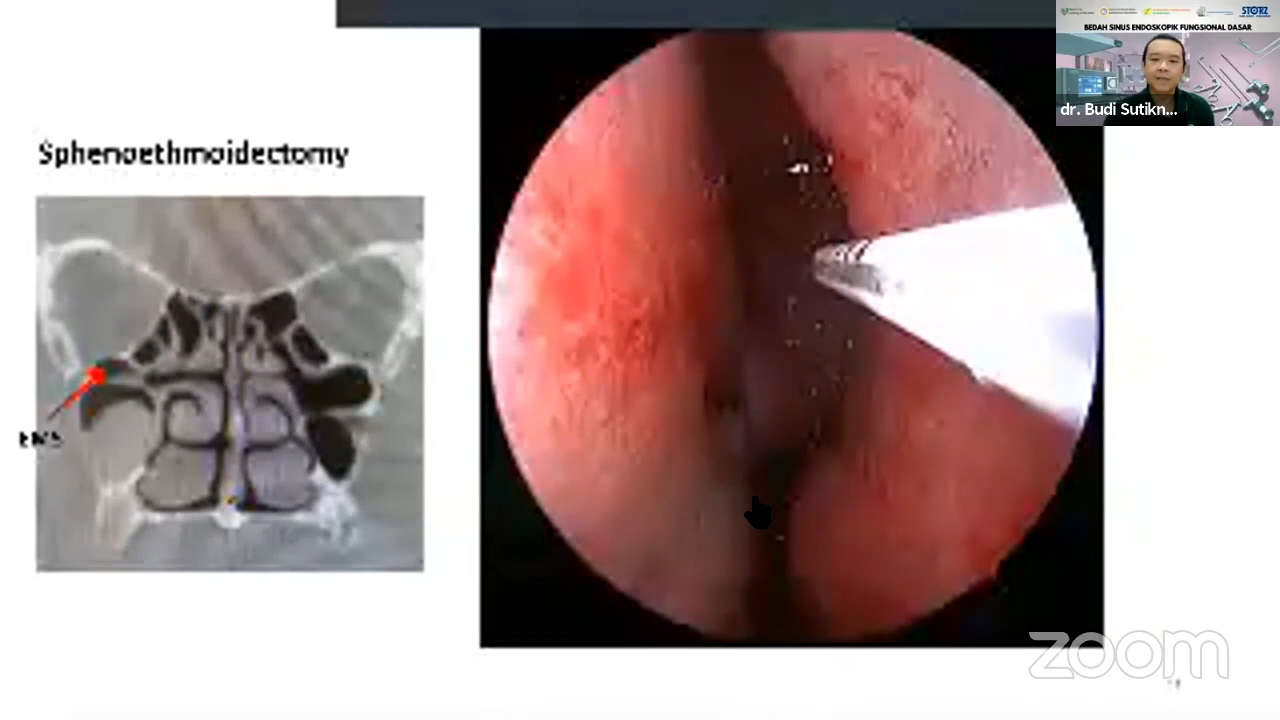 STORZ
BEDAH SINUS ENDOSKOPIK FUNGSIONAL DASAR
dr. Budi Sutikn...
Sphenoethmoidectomy
zoom